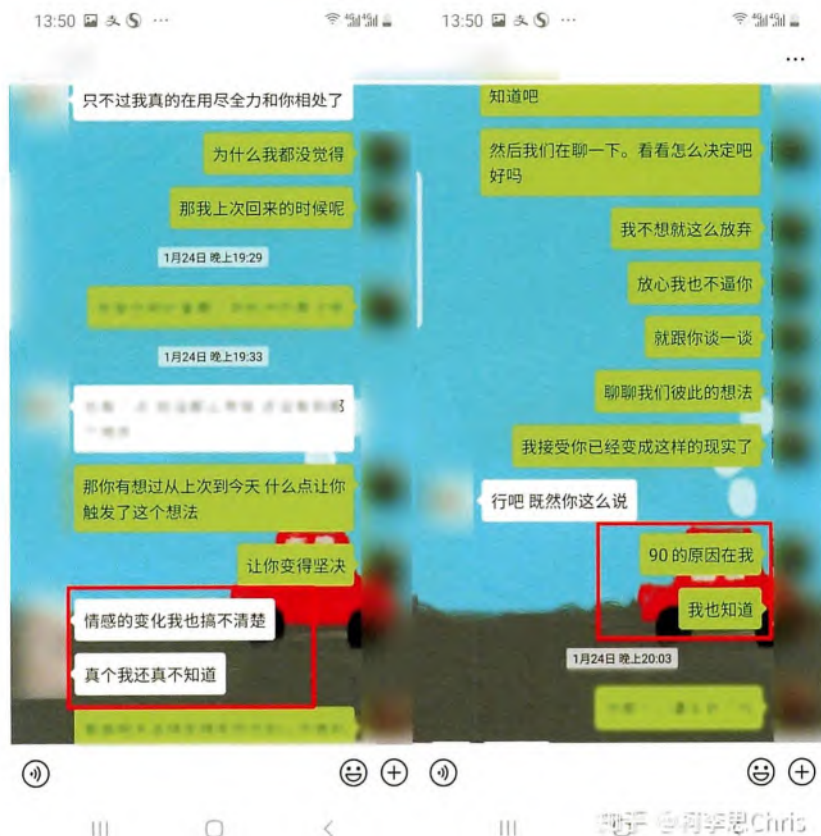 13:50
4G 4G
只不过我真的在用尽全力和你相处了
为什么我都没觉得
那我上次回来的时候呢
1月24日 晚上19:29
1月24日 晚上19:33
那你有想过从上次到今天 什么点让你
触发了这个想法
让你变得坚决
情感的变化我也搞不清楚
真个我还真不知道
13:50
4G 4G
知道吧
然后我们在聊一下。看看怎么决定吧
好吗
我不想就这么放弃
放心我也不逼你
就跟你谈一谈
聊聊我们彼此的想法
我接受你已经变成这样的现实了
行吧 既然你这么说
90 的原因在我
我也知道
1月24日 晚上20:03
知乎 @柯李思Chris